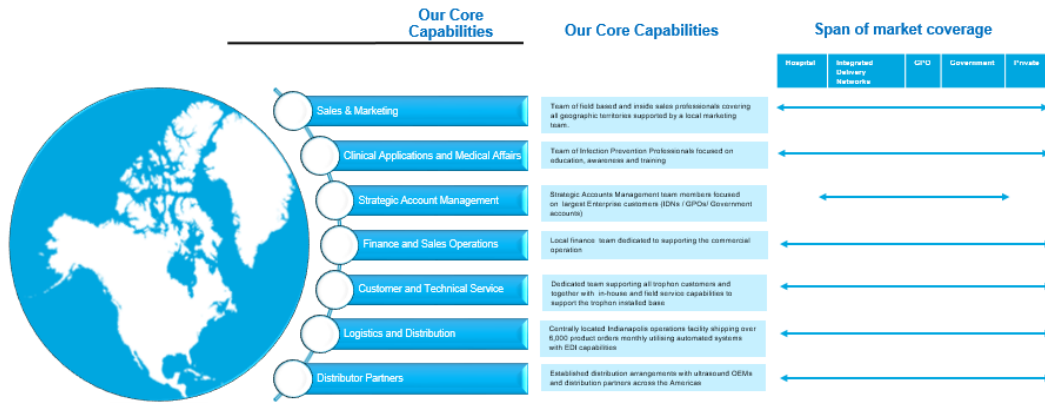 Our Core
Capabilities
Our Core Capabilities
Span of market coverage
Hospital
Integrated
Delivery
Networks
GPO
Government
Private
Sales & Marketing
Team of field based and inside sales professionals covering
all geographic territories supported by a local marketing
team.
Clinical Applications and Medical Affairs
Team of Infection Prevention Professionals focused on
education, awareness and training
Strategic Account Management
Strategic Accounts Management team members focused
on largest Enterprise customers (IDNs / GPOs/ Government
accounts)
Finance and Sales Operations
Local finance team dedicated to supporting the commercial
operation
Customer and Technical Service
Dedicated team supporting all trophon customers and
together with in-house and field service capabilities to
support the trophon installed base
Logistics and Distribution
Centrally located Indianapolis operations facility shipping over
6,000 product orders monthly utilising automated systems
with EDI capabilities
Distributor Partners
Established distribution arrangements with ultrasound OEMs
and distribution partners across the Americas